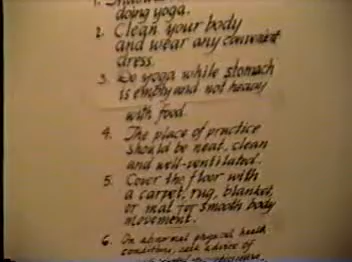 1.
doing yoga.
2. Clean your body
and wear any convenient
dress.
3. Do yoga while stomach
is empty and not heavy
with food.
4. The place of practice
should be neat, clean
and well-ventilated.
5. Cover the floor with
a carpet, rug, blanket,
or mat for smooth body
movement.
6. On abnormal physical health
conditions, seek advice of